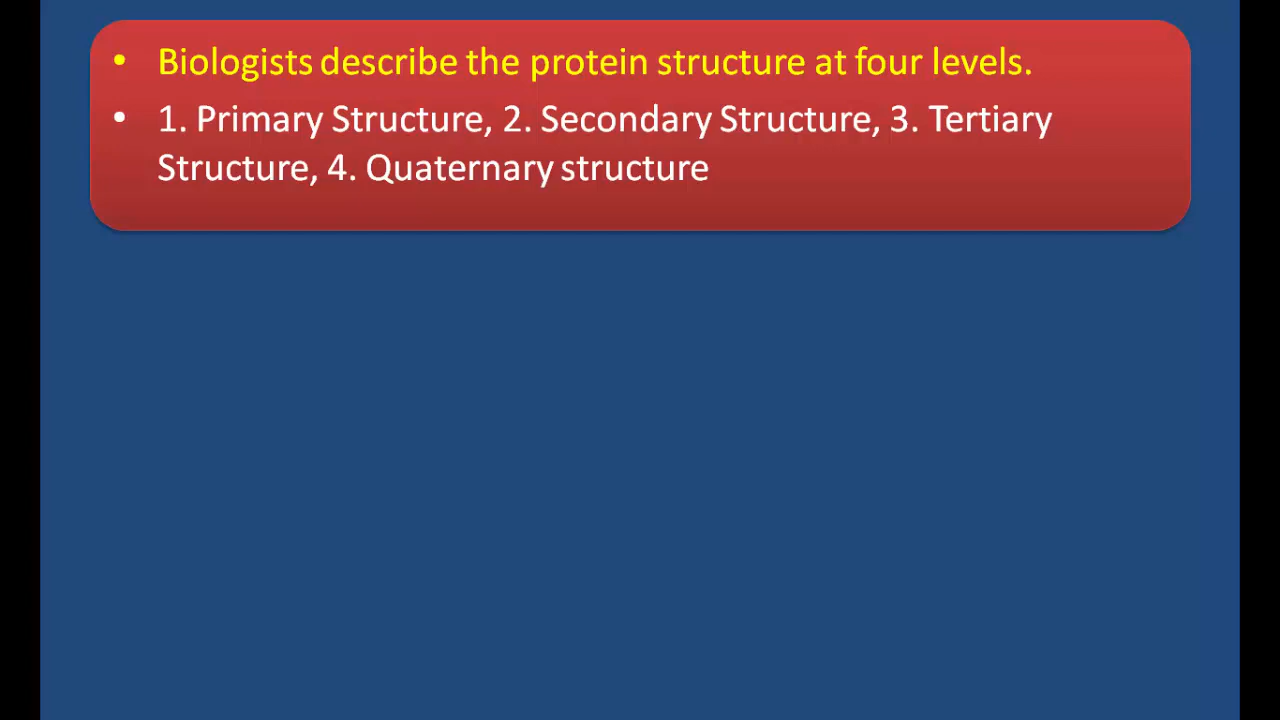 • Biologists describe the protein structure at four levels.
• 1. Primary Structure, 2. Secondary Structure, 3. Tertiary
Structure, 4. Quaternary structure